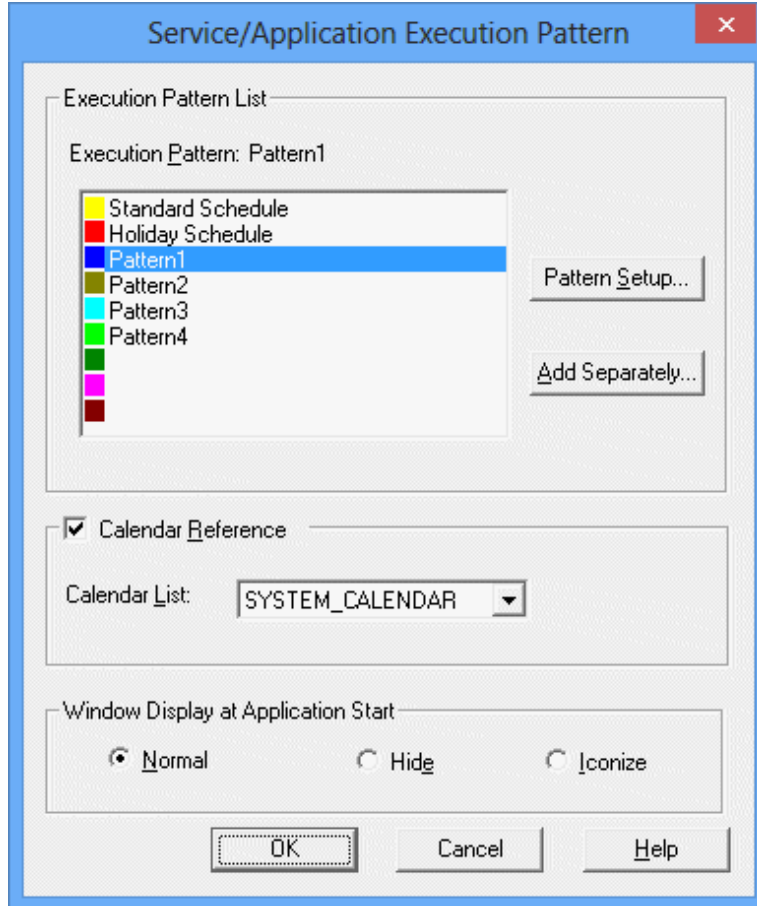 Service/Application Execution Pattern
Execution Pattern List
Execution Pattern: Pattern1
Standard Schedule
Holiday Schedule
Pattern1
Pattern2
Pattern3
Pattern4
Pattern Setup...
Add Separately...
Calendar Reference
Calendar List: SYSTEM_CALENDAR
Window Display at Application Start
Normal Hide Iconize
OK Cancel Help